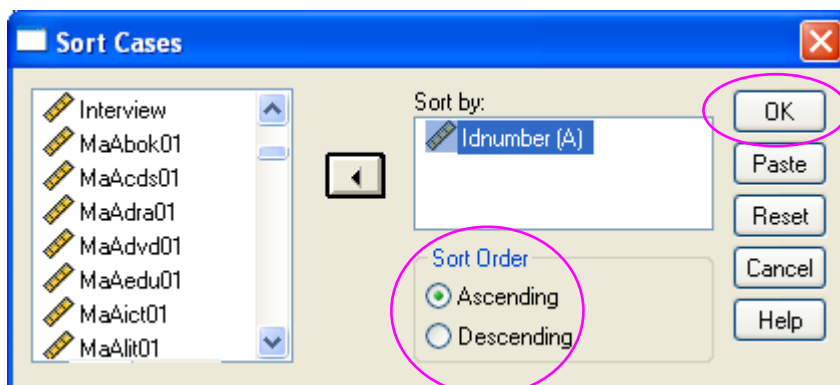 Sort Cases
Interview
MaAbok01
MaAcds01
MaAdra01
MaAdvd01
MaAedu01
MaAict01
MaAlit01
Sort by:
Idnumber (A)
Sort Order
Ascending
Descending
OK
Paste
Reset
Cancel
Help